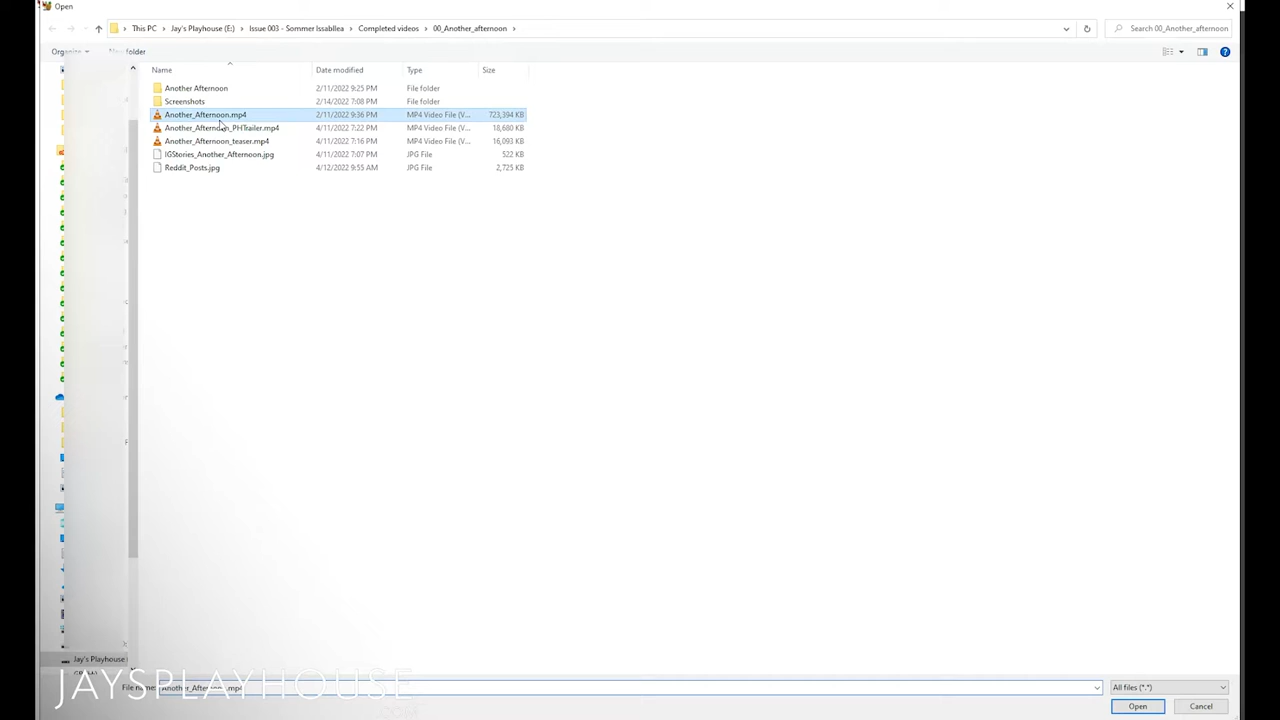 Open
This PC > Jay's Playhouse (E:) > Issue 003 - Sommer Issabllea > Completed videos > 00_Another_afternoon >
Search 00_Another_afternoon
Organize
New folder
Name Date modified Type Size
Another Afternoon 2/11/2022 9:25 PM File folder
Screenshots 2/14/2022 7:08 PM File folder
Another_Afternoon.mp4 2/11/2022 9:36 PM MP4 Video File (V... 723,394 KB
Another_Afternoon_PHTrailer.mp4 4/11/2022 7:22 PM MP4 Video File (V... 18,680 KB
Another_Afternoon_teaser.mp4 4/11/2022 7:16 PM MP4 Video File (V... 16,093 KB
IGStories_Another_Afternoon.jpg 4/11/2022 7:07 PM JPG File 522 KB
Reddit_Posts.jpg 4/12/2022 9:55 AM JPG File 2,725 KB
Jay's Playhouse
JAYSPLAYHOUSE
File name: Another_Afternoon.mp4
All files (*.*)
Open Cancel